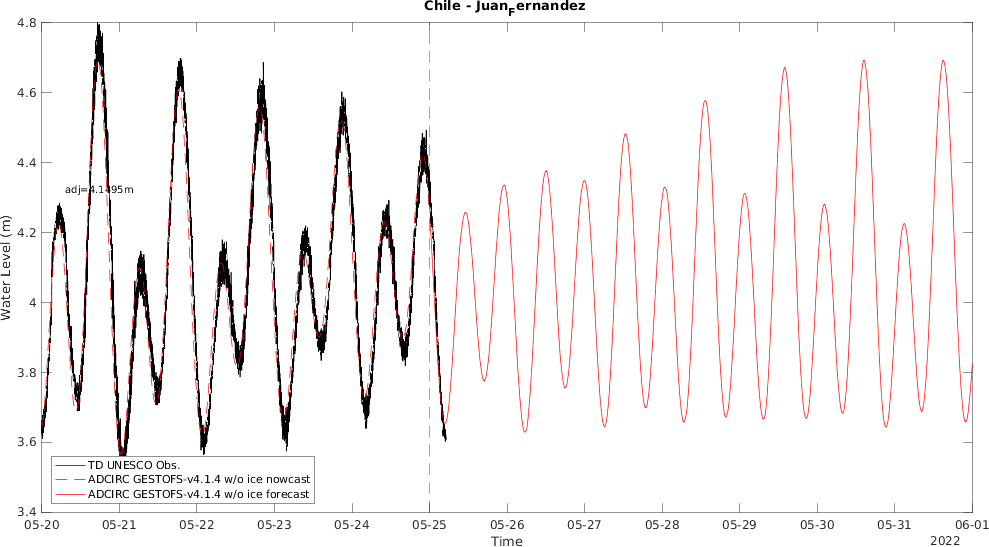 Chile - Juan_Fernandez
4.8
4.6
4.4
4.2
4
3.8
3.6
3.4
Water Level (m)
adj=4.1495m
TD UNESCO Obs.
ADCIRC GESTOFS-v4.1.4 w/o ice nowcast
ADCIRC GESTOFS-v4.1.4 w/o ice forecast
05-20 05-21 05-22 05-23 05-24 05-25 05-26 05-27 05-28 05-29 05-30 05-31 06-01
Time
2022